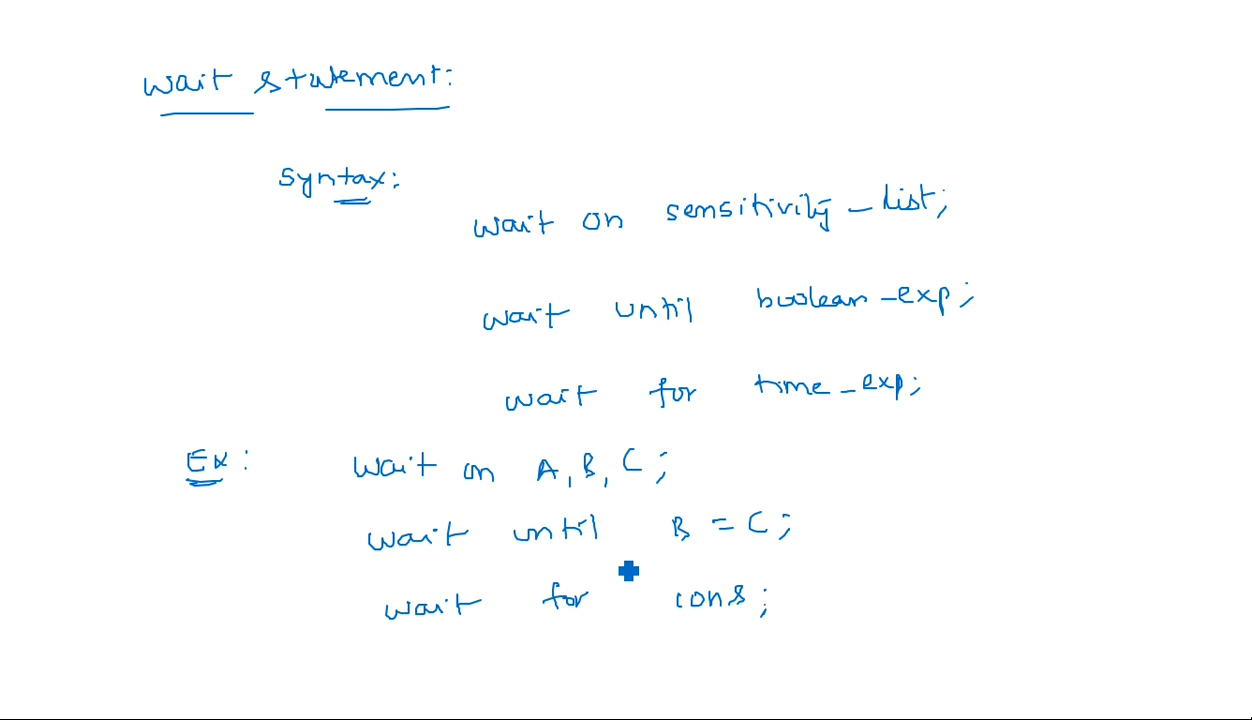 wait statement:
syntax:
wait on sensitivity_list;
wait until boolean_exp;
wait for time_exp;
Ex: wait on A, B, C;
wait until B = C;
wait for 10ns;